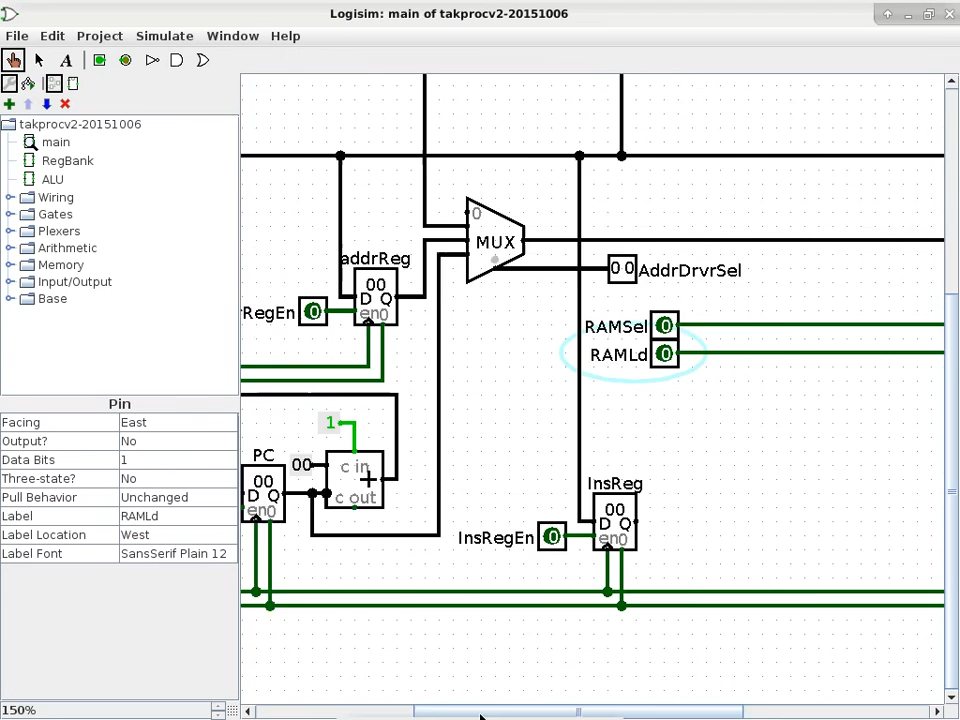 Logisim: main of takprocv2-20151006
File Edit Project Simulate Window Help
A
takprocv2-20151006
main
RegBank
ALU
Wiring
Gates
Plexers
Arithmetic
Memory
Input/Output
Base
Pin
Facing East
Output? No
Data Bits 1
Three-state? No
Pull Behavior Unchanged
Label RAMLd
Label Location West
Label Font SansSerif Plain 12
150%
0
MUX
addrReg
00
D Q
en0
RegEn 0
0 0 AddrDrvrSel
RAMSel 0
RAMLd 0
1
PC
00
D Q
en0
00
c in
+
c out
InsReg
00
D Q
en0
InsRegEn 0